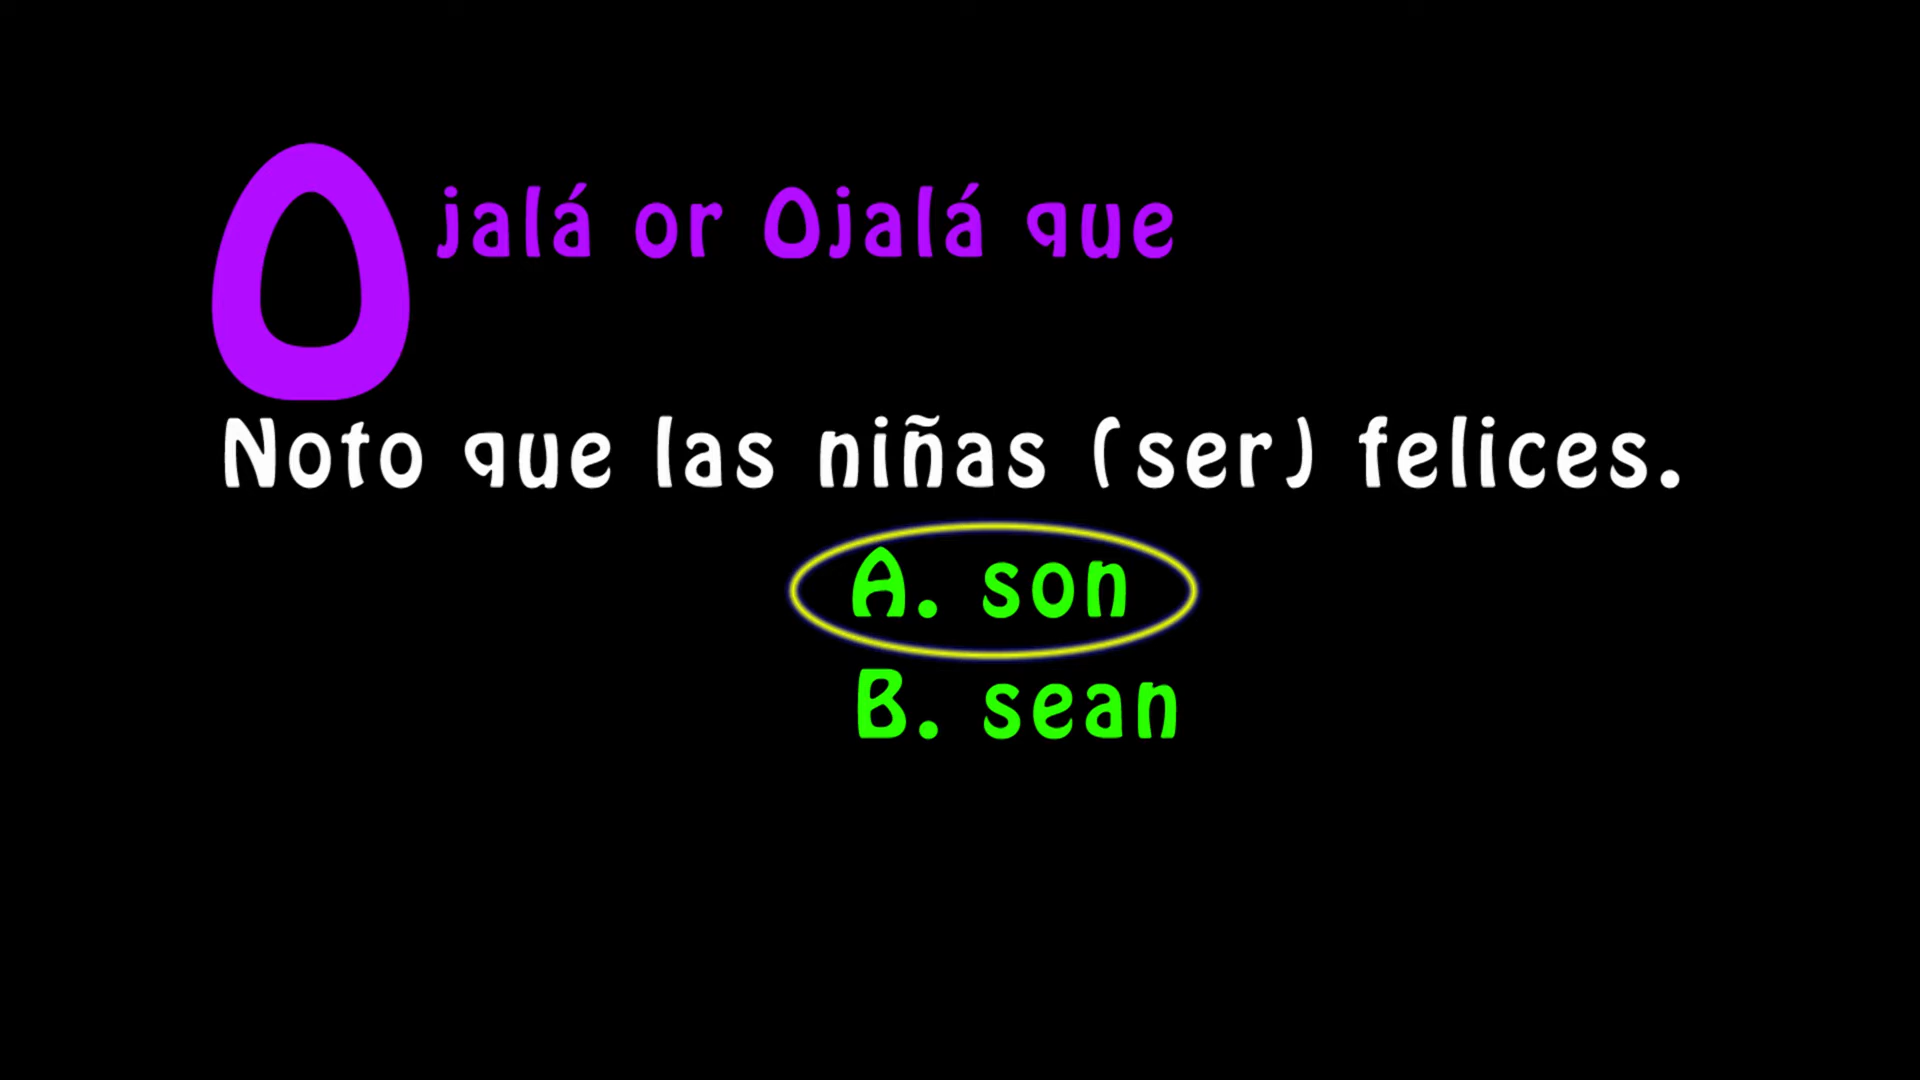 Ojalá or Ojalá que
Noto que las niñas (ser) felices.
A. son
B. sean